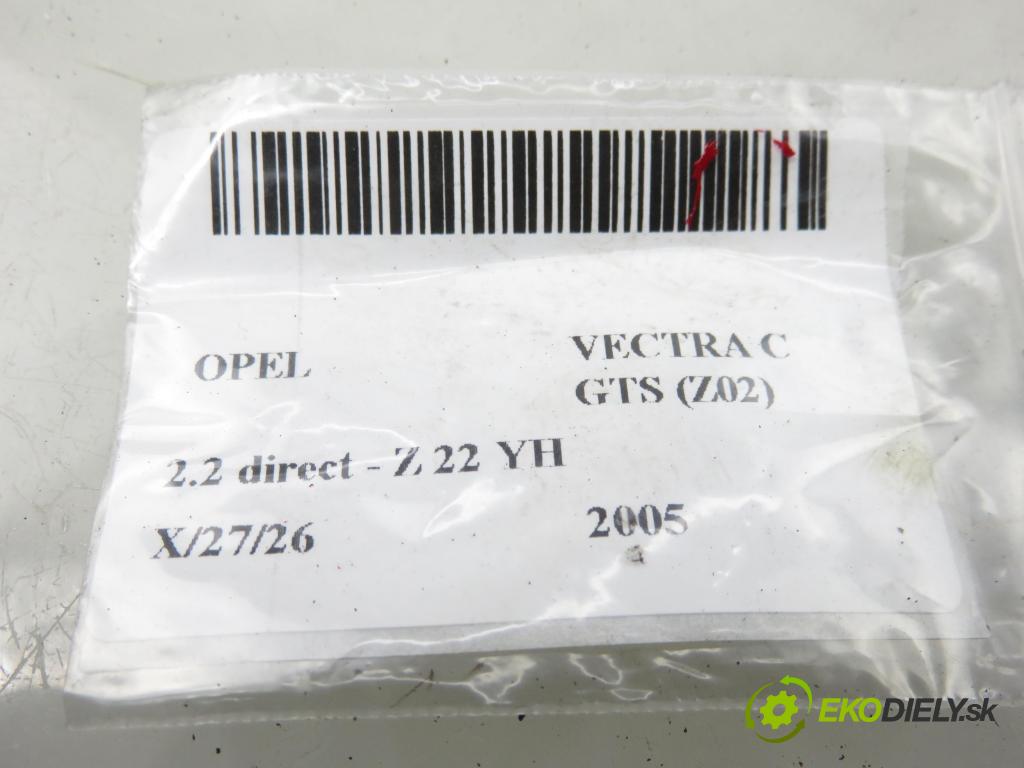 OPEL
VECTRA C
GTS (Z02)
2.2 direct - Z 22 YH
X/27/26
2005
EKODIELY.sk